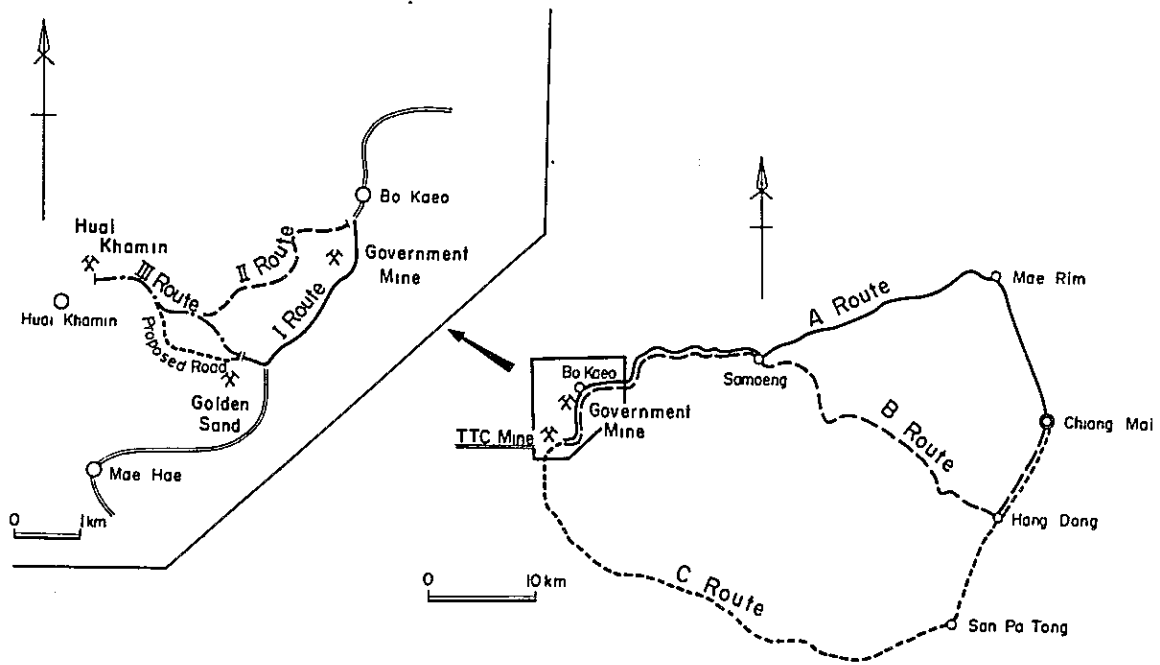 Bo Kaeo
Huai
Khamin
II Route
Government
Mine
III Route
I Route
Huai Khamin
Proposed Road
Golden
Sand
Mae Hae
0 1km
Mae Rim
A Route
Bo Kaeo
Samoeng
Government
Mine
B Route
Chiang Mai
TTC Mine
Hang Dong
0 10km
C Route
San Pa Tong